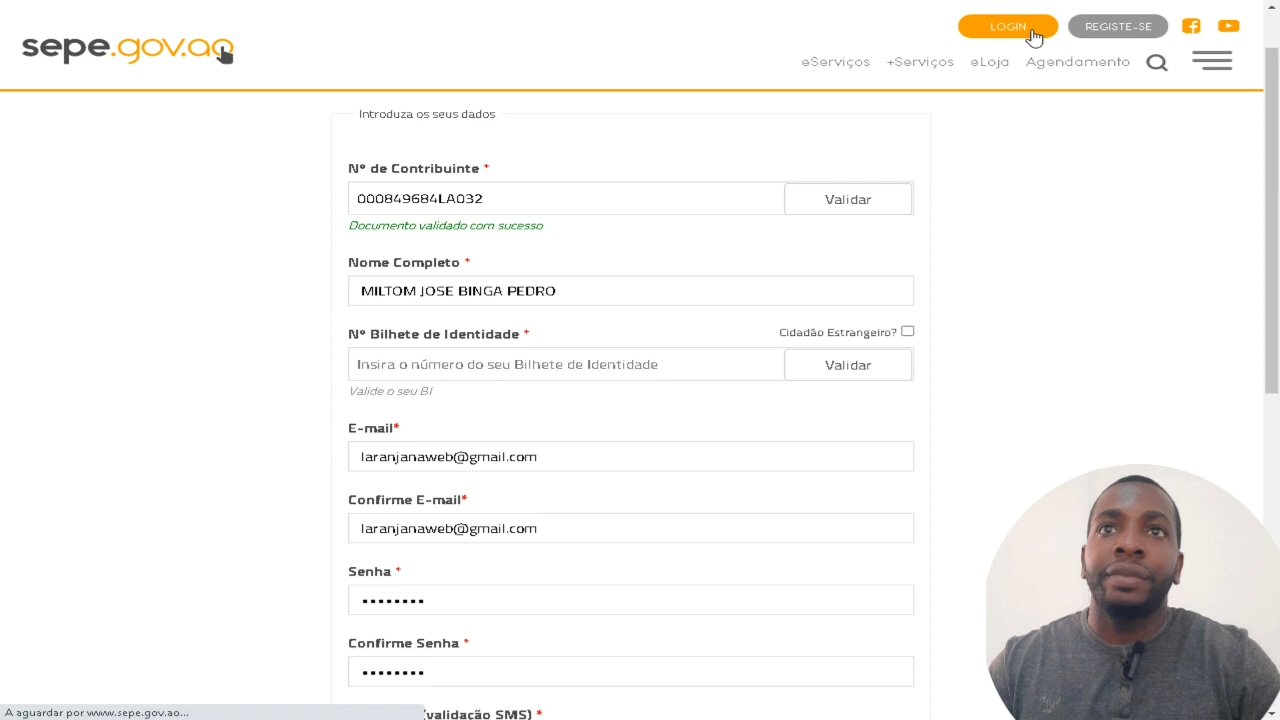 sepe.gov.ao
LOGIN
REGISTE-SE
eServiços
+Serviços
eLoja
Agendamento
Introduza os seus dados
Nº de Contribuinte *
000849684LA032
Validar
Documento validado com sucesso
Nome Completo *
MILTOM JOSE BINGA PEDRO
Nº Bilhete de Identidade *
Cidadão Estrangeiro?
Insira o número do seu Bilhete de Identidade
Validar
Valide o seu BI
E-mail*
laranjanaweb@gmail.com
Confirme E-mail*
laranjanaweb@gmail.com
Senha *
Confirme Senha *
(validação SMS) *
A aguardar por www.sepe.gov.ao...